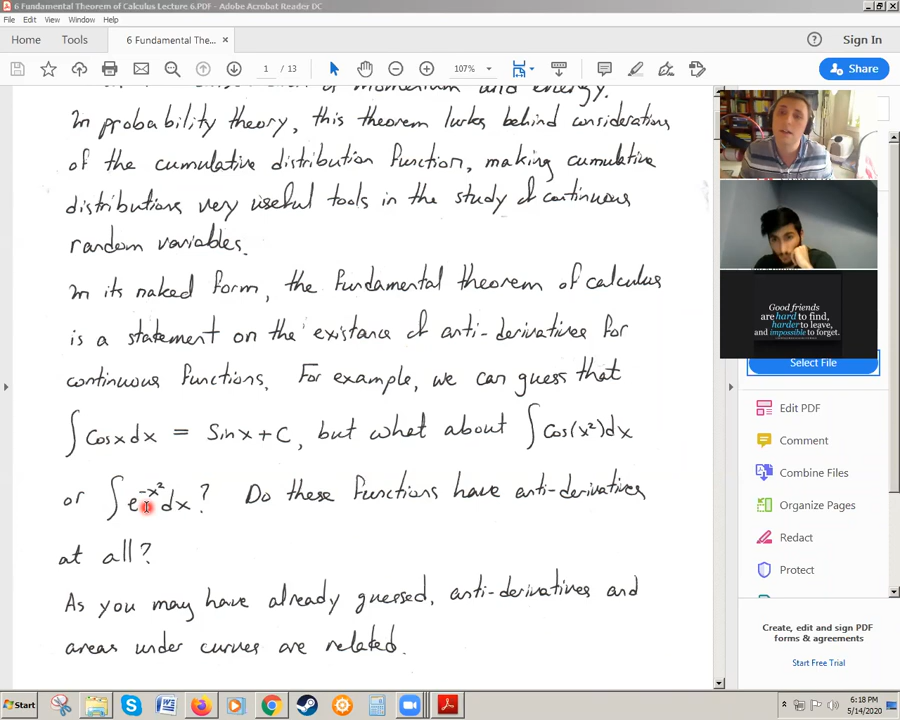 6 Fundamental Theorem of Calculus Lecture 6.PDF - Adobe Acrobat Reader DC
File Edit View Window Help
Home Tools 6 Fundamental The... × Sign In
1 / 13 107% Share
of momentum and energy.
In probability theory, this theorem lurks behind considerations
of the cumulative distribution function, making cumulative
distributions very useful tools in the study of continuous
random variables.
In its naked form, the fundamental theorem of calculus
is a statement on the existance of anti-derivatives for
continuous functions. For example, we can guess that
∫ Cosx dx = Sinx + C, but what about ∫ Cos(x²)dx
or ∫ e^{-x²} dx? Do these functions have anti-derivatives
at all?
As you may have already guessed, anti-derivatives and
areas under curves are related.
Good friends
are hard to find,
harder to leave,
and impossible to forget.
Select File
Edit PDF
Comment
Combine Files
Organize Pages
Redact
Protect
Create, edit and sign PDF
forms & agreements
Start Free Trial
Start
6:18 PM
5/14/2020